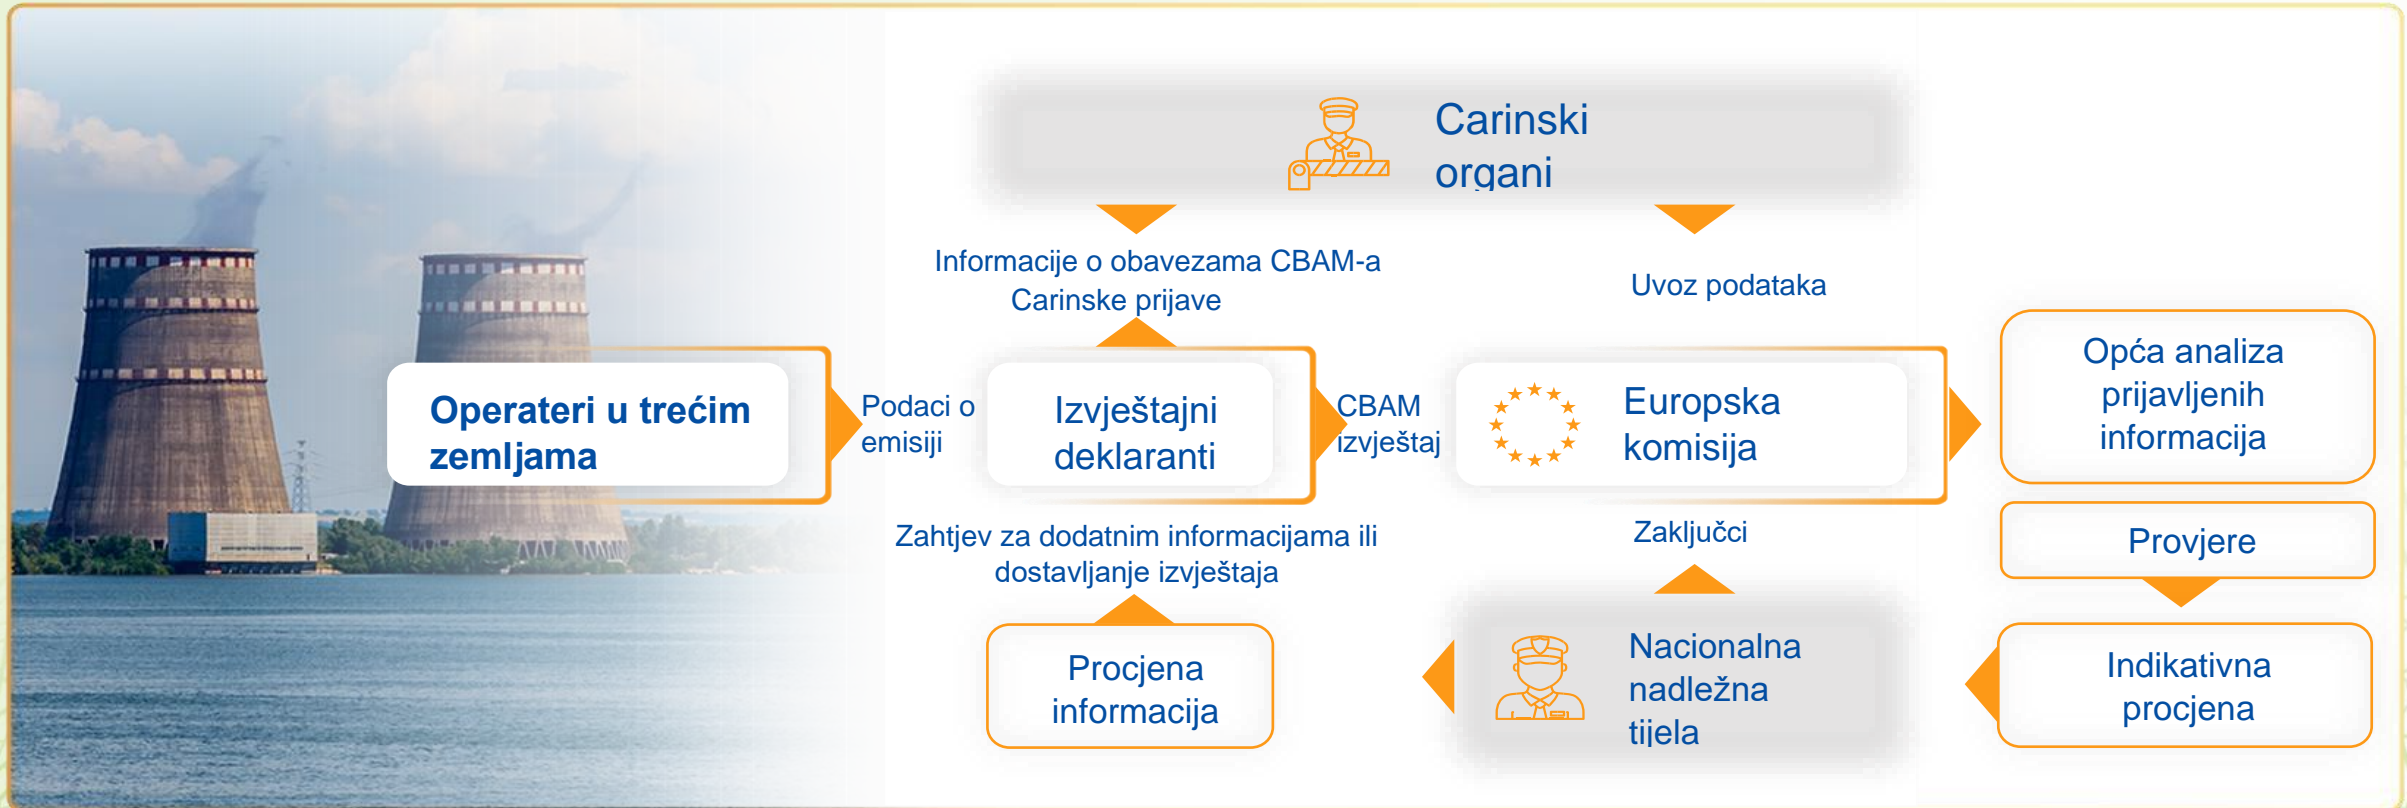 Carinski
organi
Informacije o obavezama CBAM-a
Carinske prijave
Uvoz podataka
Operateri u trećim
zemljama
Podaci o
emisiji
Izvještajni
deklaranti
CBAM
izvještaj
Europska
komisija
Opća analiza
prijavljenih
informacija
Provjere
Zahtjev za dodatnim informacijama ili
dostavljanje izvještaja
Zaključci
Procjena
informacija
Nacionalna
nadležna
tijela
Indikativna
procjena